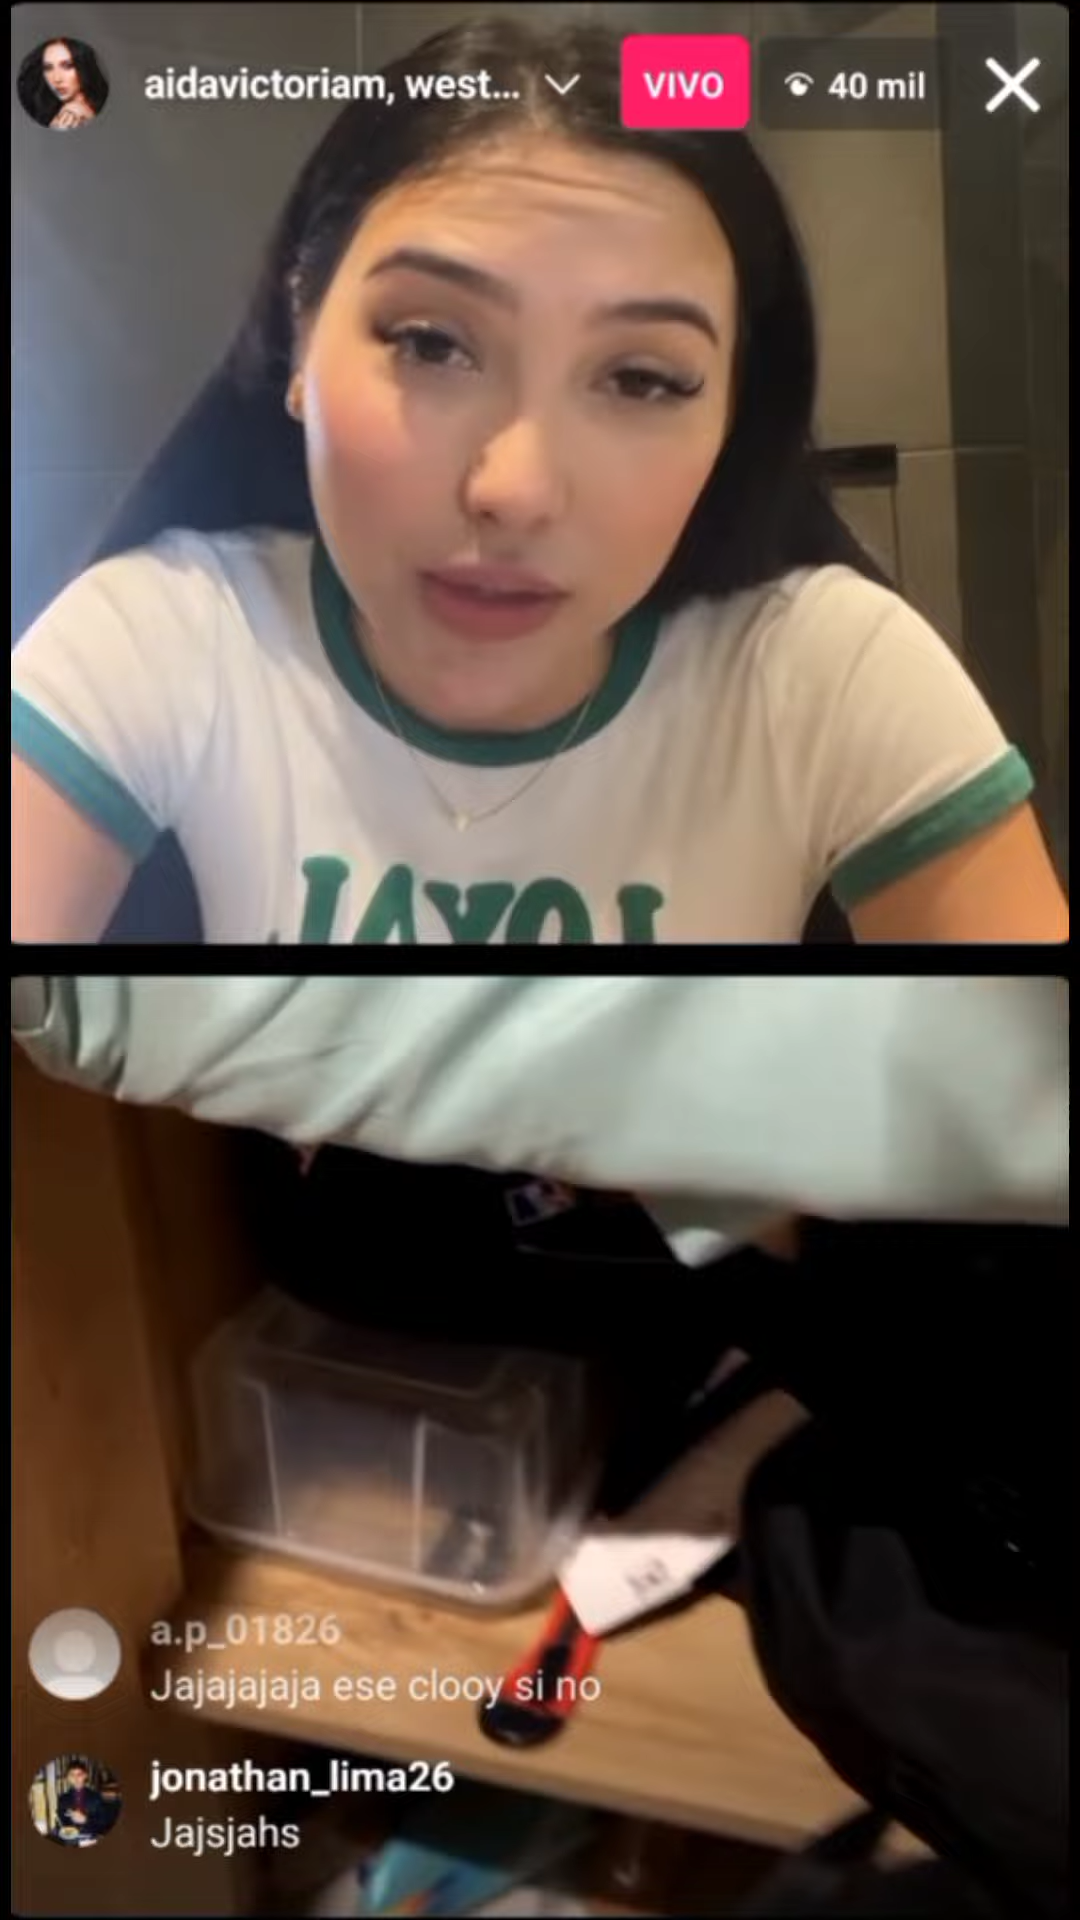 aidavictoriam, west...
VIVO
40 mil
a.p_01826
Jajajajaja ese clooy si no
jonathan_lima26
Jajsjahs